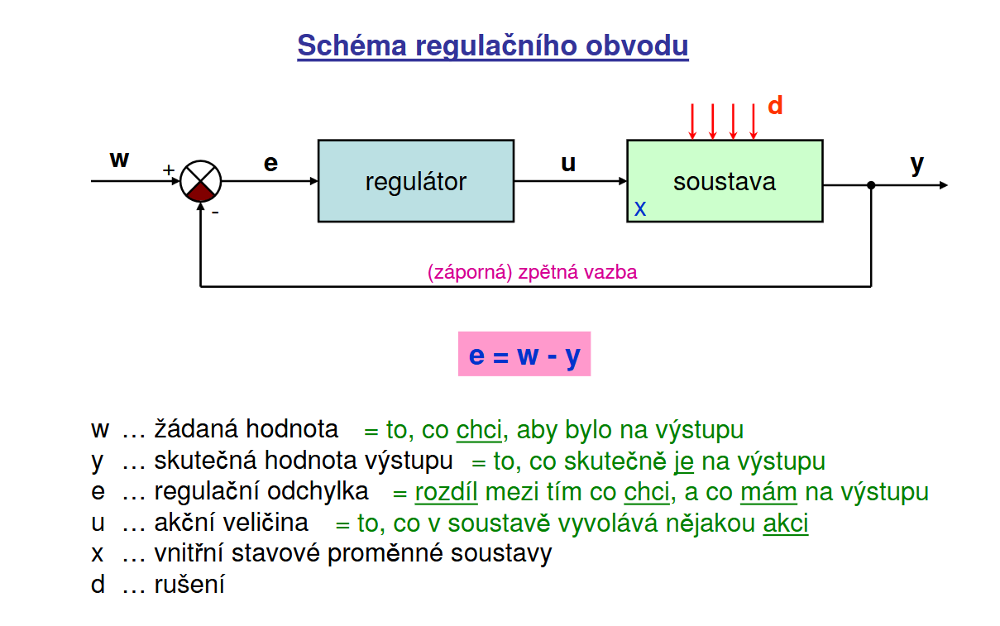 Schéma regulačního obvodu
d
w + e regulátor u soustava y
x
-
(záporná) zpětná vazba
e = w - y
w … žádaná hodnota = to, co chci, aby bylo na výstupu
y … skutečná hodnota výstupu = to, co skutečně je na výstupu
e … regulační odchylka = rozdíl mezi tím co chci, a co mám na výstupu
u … akční veličina = to, co v soustavě vyvolává nějakou akci
x … vnitřní stavové proměnné soustavy
d … rušení